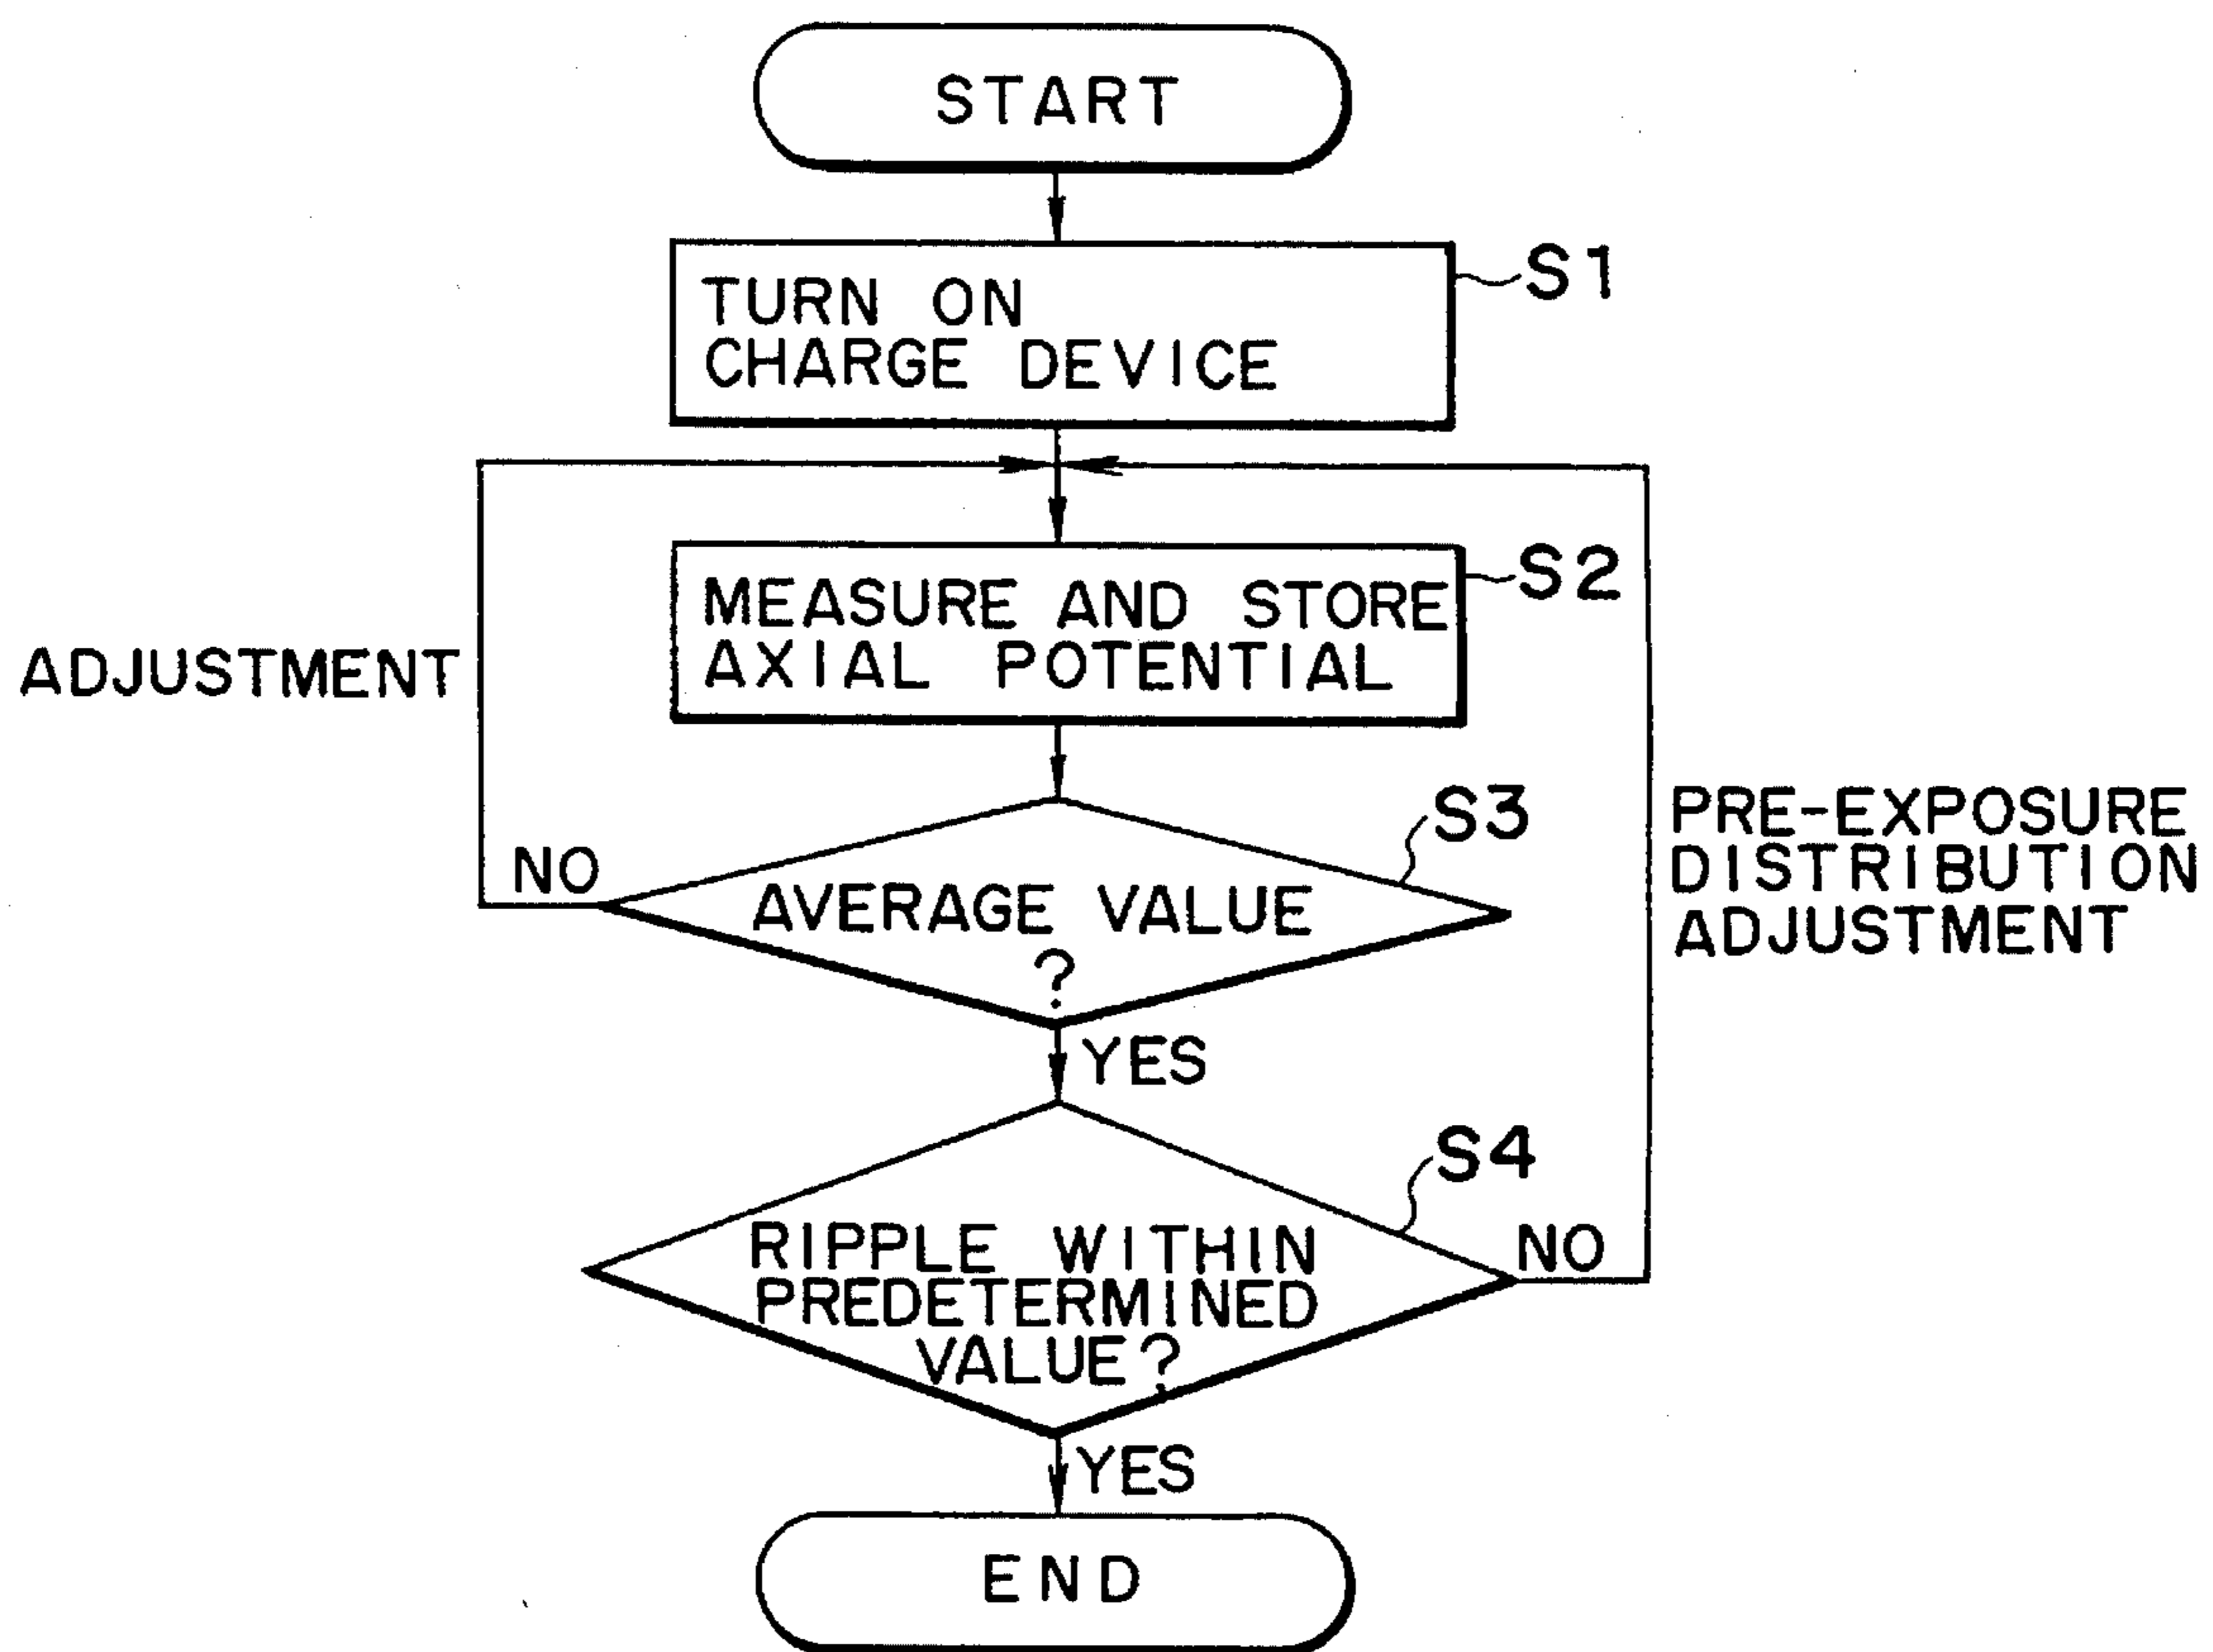 START
TURN ON
CHARGE DEVICE
S1
MEASURE AND STORE
AXIAL POTENTIAL
S2
ADJUSTMENT
NO
AVERAGE VALUE
?
S3
PRE-EXPOSURE
DISTRIBUTION
ADJUSTMENT
YES
RIPPLE WITHIN
PREDETERMINED
VALUE?
S4
NO
YES
END